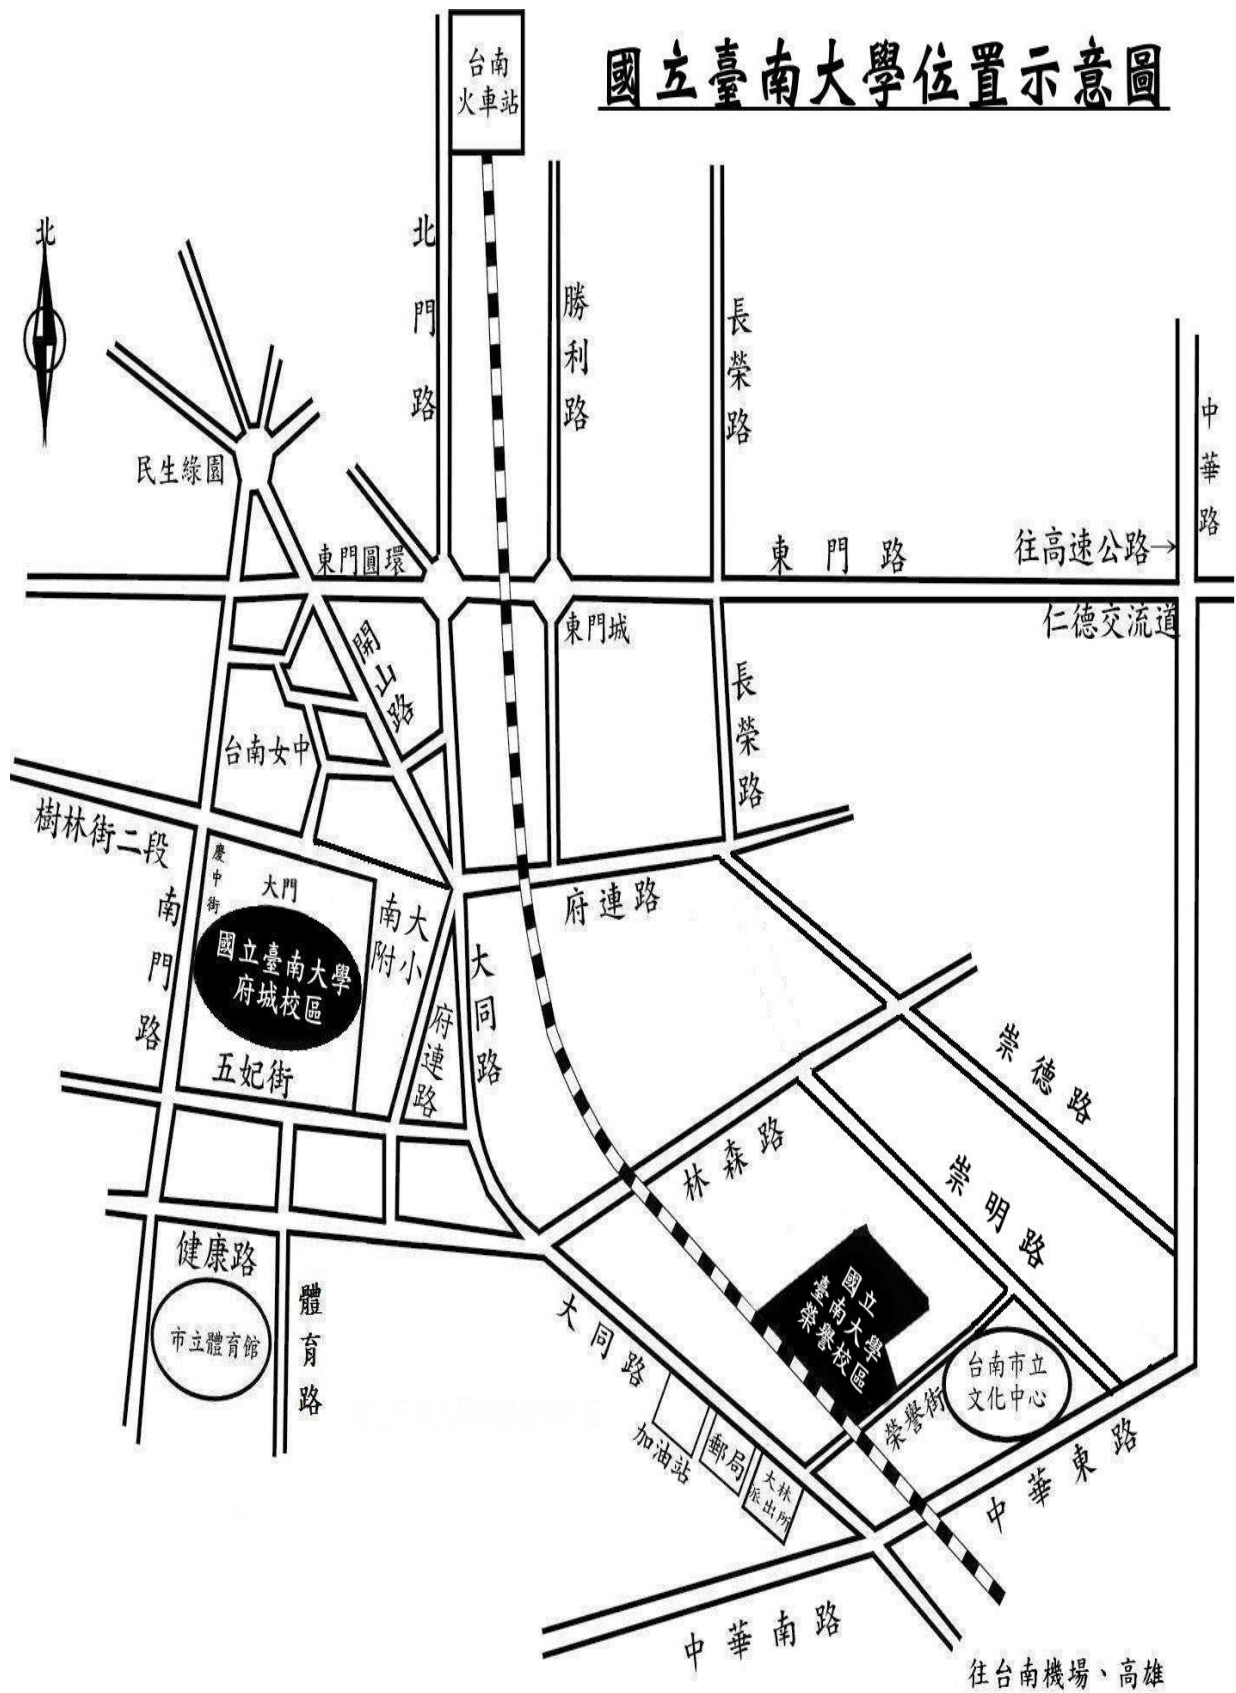 國立臺南大學位置示意圖
台南
火車站
北
北門路
勝利路
長榮路
中華路
民生綠園
東門圓環
東門路
往高速公路→
仁德交流道
東門城
開山路
長榮路
台南女中
樹林街二段
慶中街
大門
南門路
南大
附小
府連路
國立臺南大學
府城校區
大同路
府連路
五妃街
崇德路
林森路
崇明路
健康路
市立體育館
體育路
大同路
國立
臺南大學
榮譽校區
台南市立
文化中心
榮譽街
加油站
郵局
大林
派出所
中華東路
中華南路
往台南機場、高雄